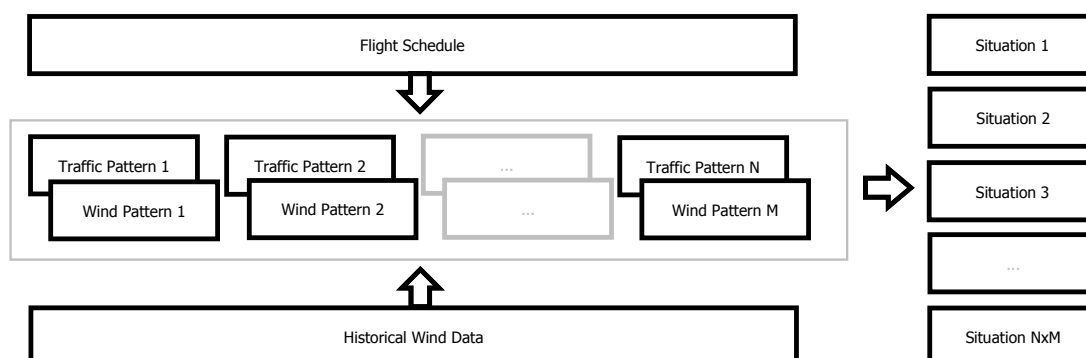 Flight Schedule
Traffic Pattern 1
Wind Pattern 1
Traffic Pattern 2
Wind Pattern 2
...
...
Traffic Pattern N
Wind Pattern M
Historical Wind Data
Situation 1
Situation 2
Situation 3
...
Situation NxM